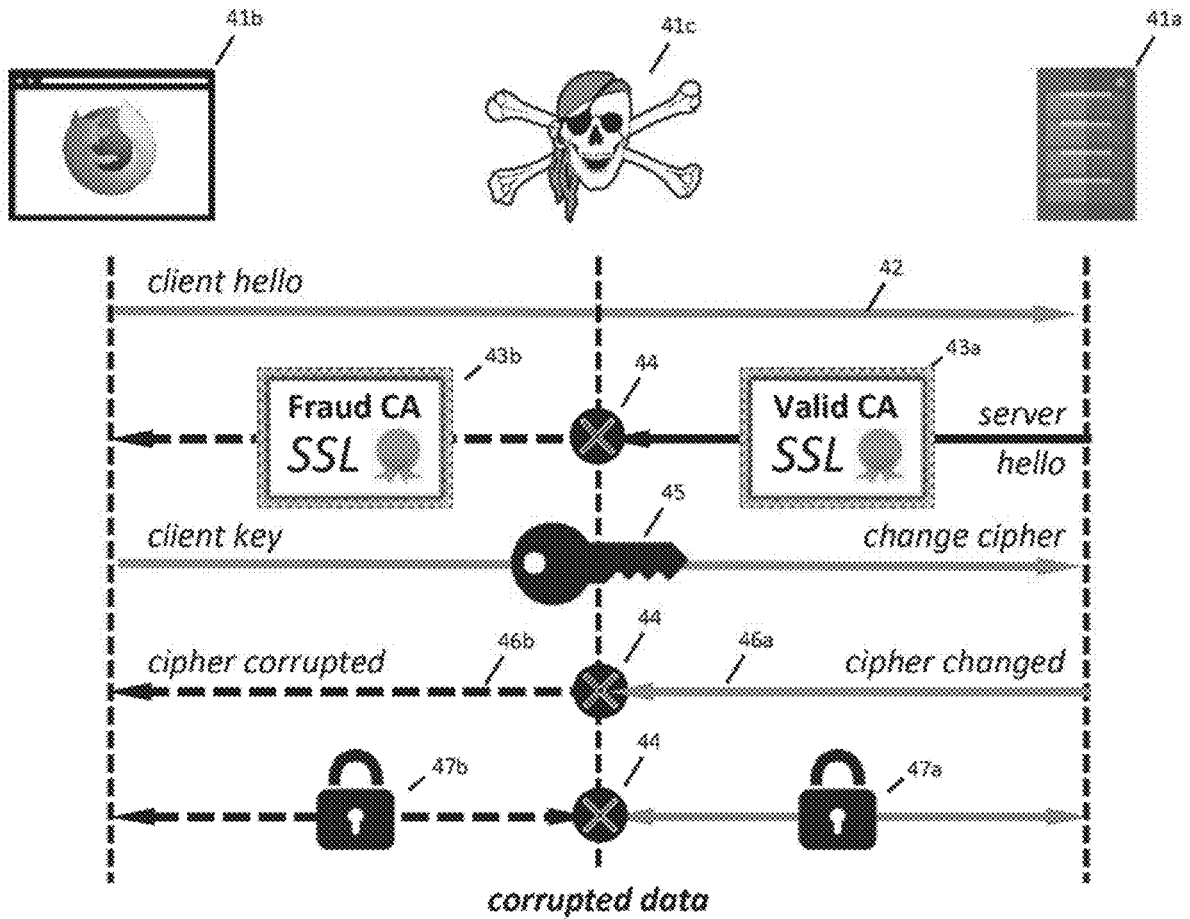 41b
41c
41a
client hello
42
43b
44
43a
Fraud CA
SSL
Valid CA
SSL
server
hello
client key
45
change cipher
cipher corrupted
46b
44
46a
cipher changed
44
47b
47a
corrupted data